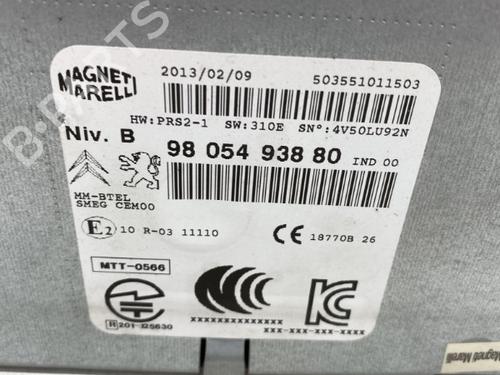 MAGNETI MARELLI
2013/02/09
503551011503
HW:PRS2-1 SW:310E SN°:4V50LU92N
Niv. B
98 054 938 80 IND 00
MM-BTEL
SMEG CEM00
E2 10 R-03 11110
CE 18770B 26
MTT-0566
R 201-125630
XXXXXXXXXXXXXXXX
XXX-XXX-XXX-XXXX
Magneti Marelli
B-PARTS